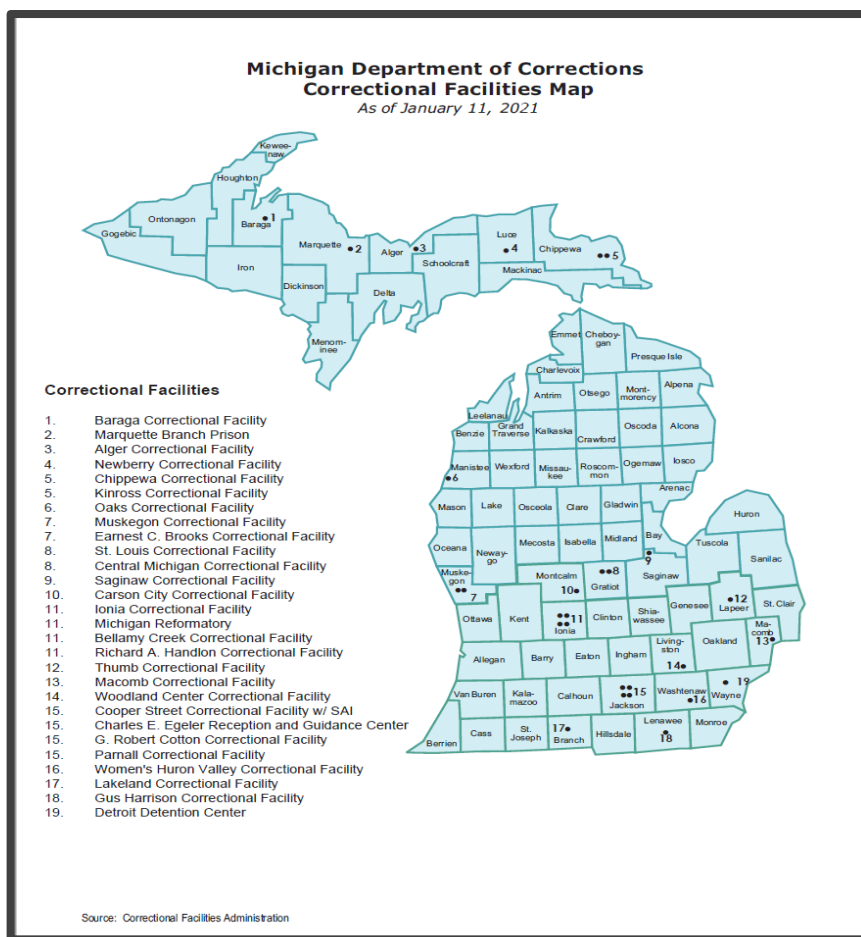 Michigan Department of Corrections
Correctional Facilities Map
As of January 11, 2021
Kewee-
naw
Houghton
Ontonagon
Baraga
1
Gogebic
Marquette
2
Alger
3
Luce
4
Chippewa
5
Schoolcraft
Mackinac
Iron
Dickinson
Delta
Menom-
inee
Emmet
Cheboy-
gan
Presque Isle
Charlevoix
Antrim
Otsego
Mont-
morency
Alpena
Leelanau
Benzie
Grand
Traverse
Kalkaska
Crawford
Oscoda
Alcona
Manistee
6
Wexford
Missau-
kee
Roscom-
mon
Ogemaw
Iosco
Arenac
Mason
Lake
Osceola
Clare
Gladwin
Huron
Oceana
Neway-
go
Mecosta
Isabella
Midland
Bay
9
Tuscola
Sanilac
Muske-
gon
7
Montcalm
10
8
Gratiot
Saginaw
Ottawa
Kent
11
Ionia
Clinton
Shia-
wassee
Genesee
12
Lapeer
St. Clair
Allegan
Barry
Eaton
Ingham
Living-
ston
14
Oakland
Ma-
comb
13
Van Buren
Kala-
mazoo
Calhoun
15
Jackson
Washtenaw
16
19
Wayne
Berrien
Cass
St.
Joseph
17
Branch
Hillsdale
Lenawee
18
Monroe
Correctional Facilities
1. Baraga Correctional Facility
2. Marquette Branch Prison
3. Alger Correctional Facility
4. Newberry Correctional Facility
5. Chippewa Correctional Facility
5. Kinross Correctional Facility
6. Oaks Correctional Facility
7. Muskegon Correctional Facility
7. Earnest C. Brooks Correctional Facility
8. St. Louis Correctional Facility
8. Central Michigan Correctional Facility
9. Saginaw Correctional Facility
10. Carson City Correctional Facility
11. Ionia Correctional Facility
11. Michigan Reformatory
11. Bellamy Creek Correctional Facility
11. Richard A. Handlon Correctional Facility
12. Thumb Correctional Facility
13. Macomb Correctional Facility
14. Woodland Center Correctional Facility
15. Cooper Street Correctional Facility w/ SAI
15. Charles E. Egeler Reception and Guidance Center
15. G. Robert Cotton Correctional Facility
15. Parnall Correctional Facility
16. Women's Huron Valley Correctional Facility
17. Lakeland Correctional Facility
18. Gus Harrison Correctional Facility
19. Detroit Detention Center
Source: Correctional Facilities Administration